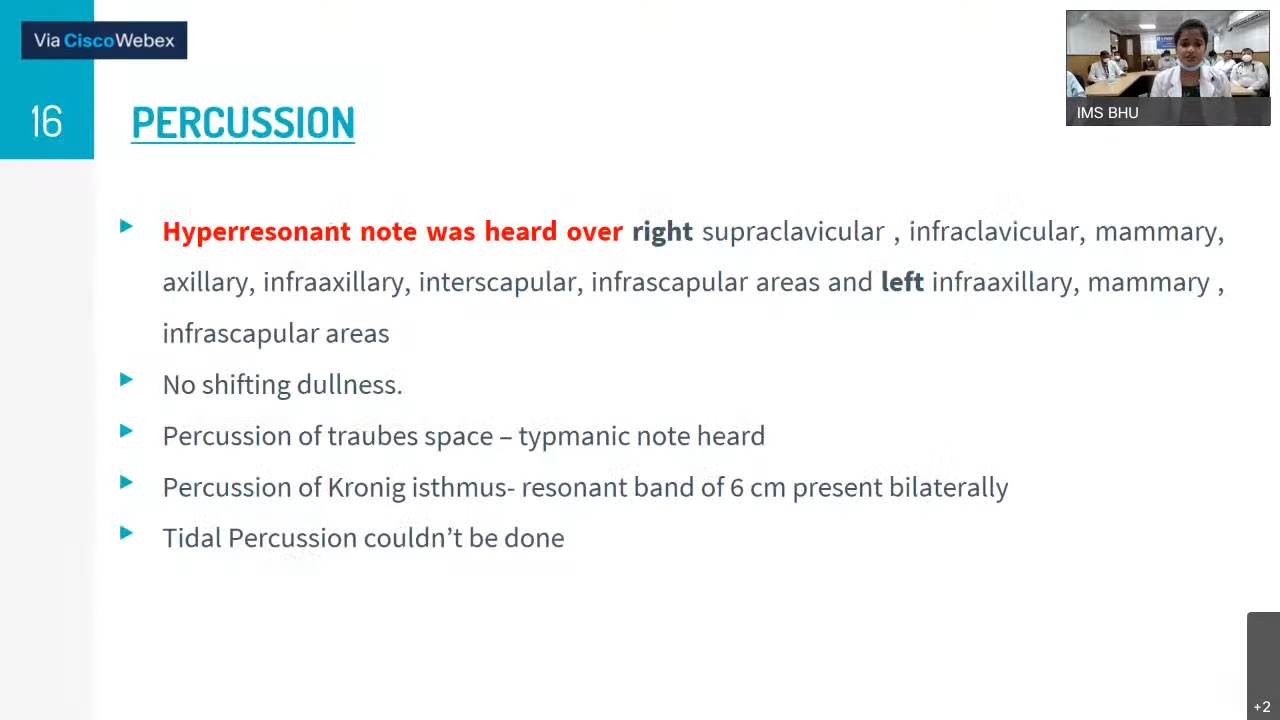 Via CiscoWebex
16
PERCUSSION
IMS BHU
Hyperresonant note was heard over right supraclavicular , infraclavicular, mammary,
axillary, infraaxillary, interscapular, infrascapular areas and left infraaxillary, mammary ,
infrascapular areas
No shifting dullness.
Percussion of traubes space – typmanic note heard
Percussion of Kronig isthmus- resonant band of 6 cm present bilaterally
Tidal Percussion couldn’t be done
+2